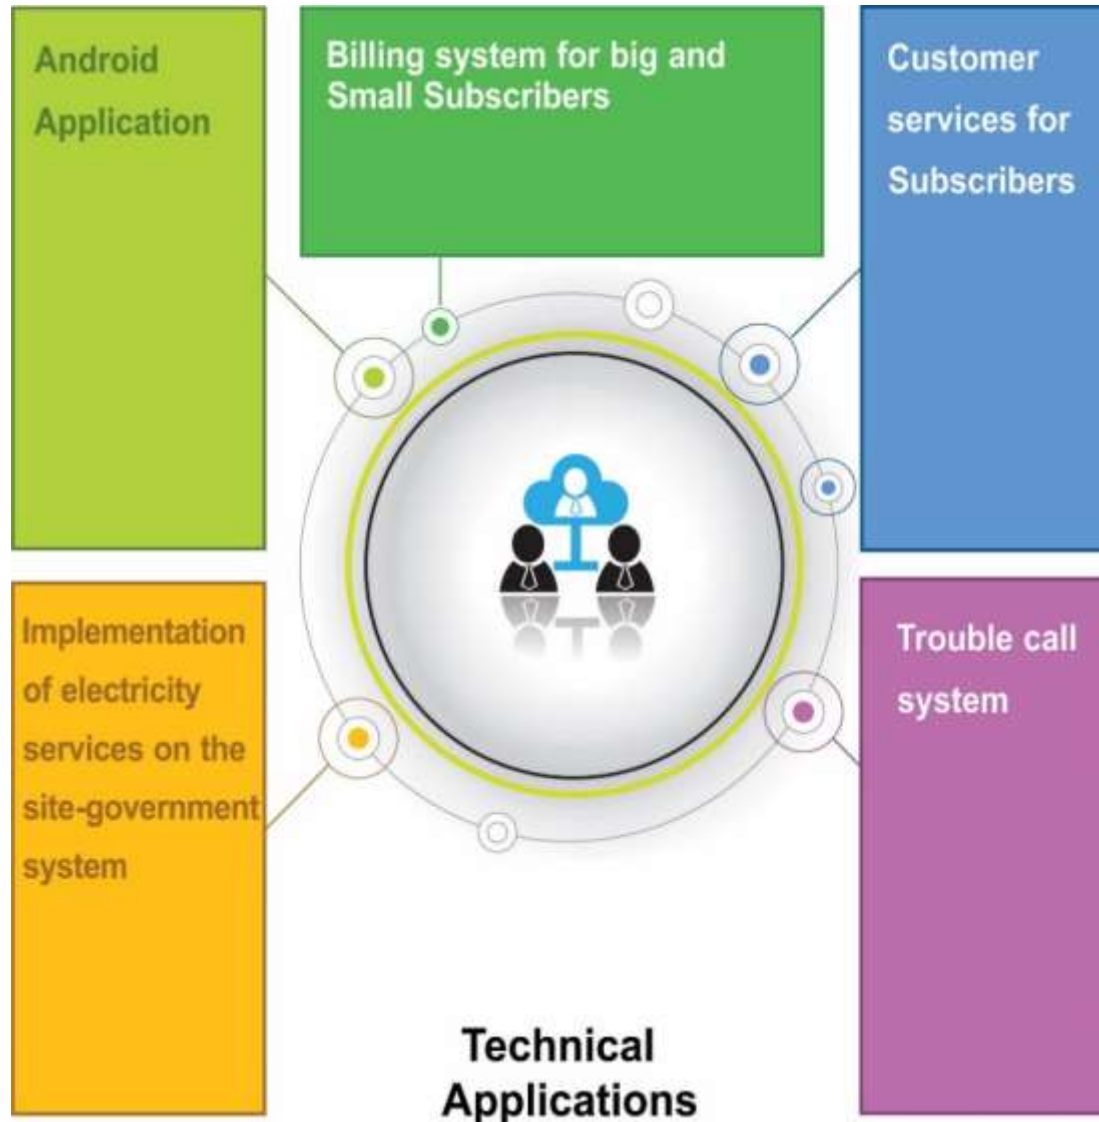 Android
Application
Billing system for big and
Small Subscribers
Customer
services for
Subscribers
Implementation
of electricity
services on the
site-government
system
Trouble call
system
Technical
Applications